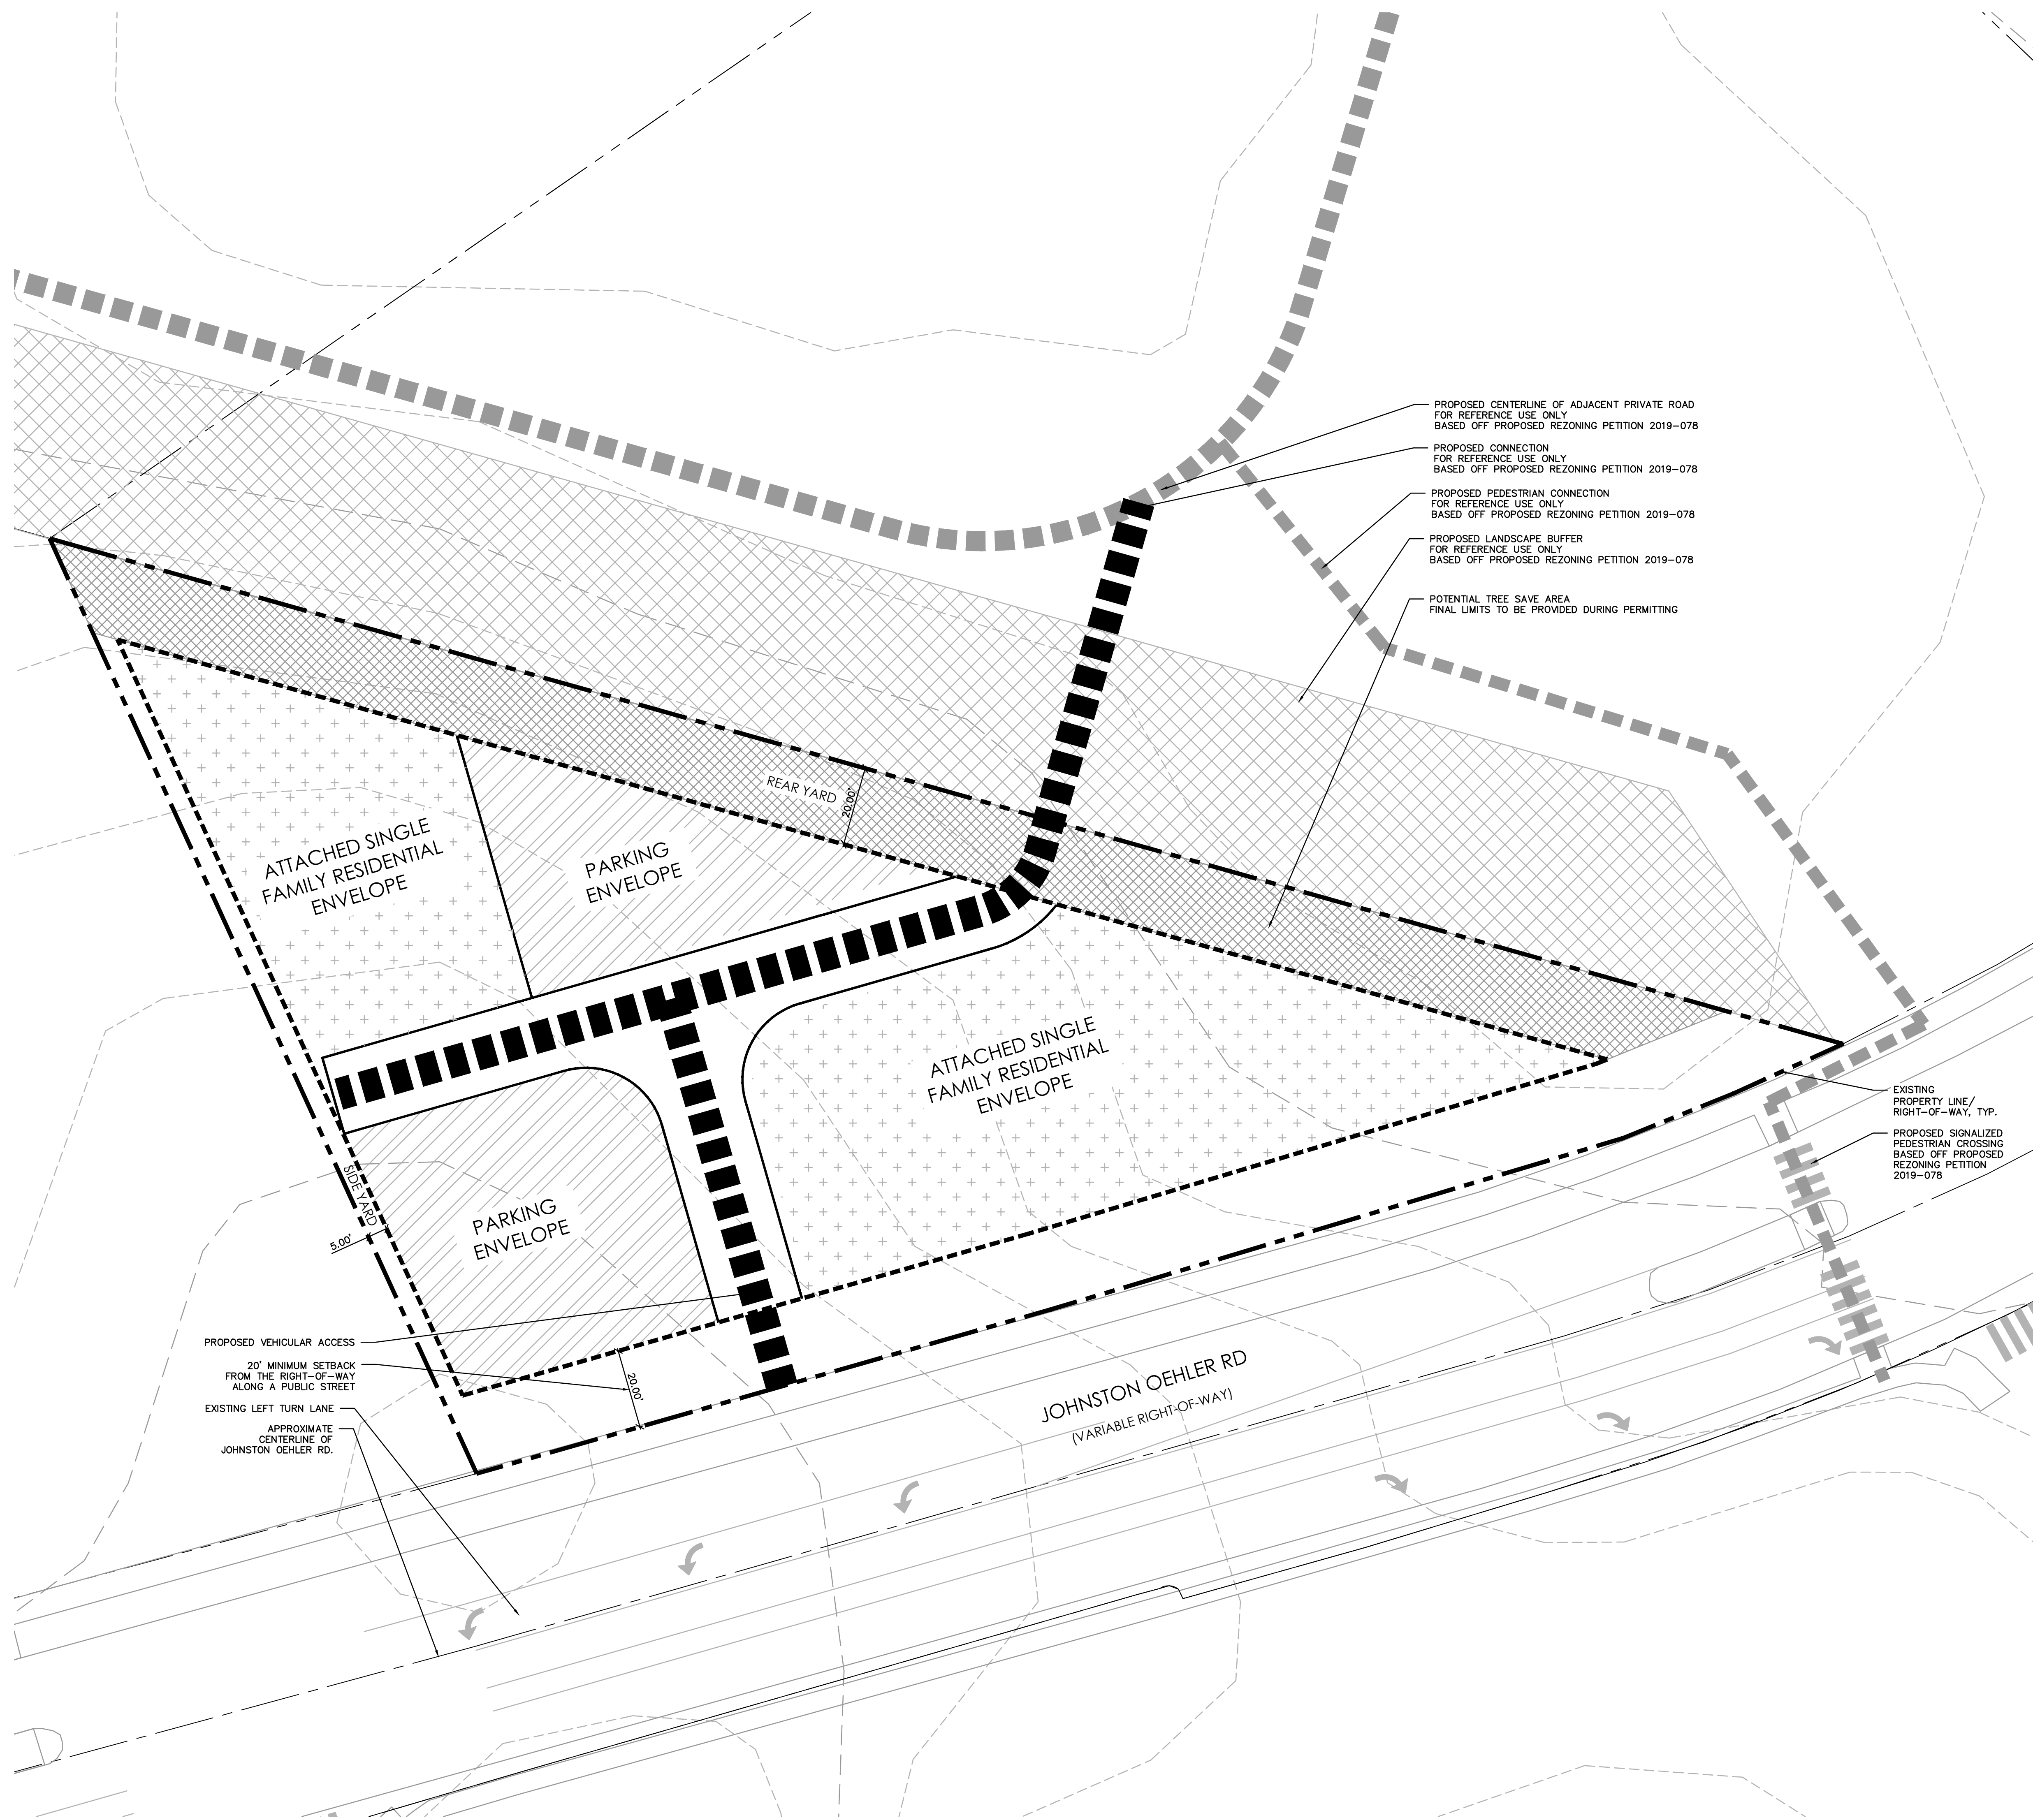 PROPOSED CENTERLINE OF ADJACENT PRIVATE ROAD
FOR REFERENCE USE ONLY
BASED OFF PROPOSED REZONING PETITION 2019-078
PROPOSED CONNECTION
FOR REFERENCE USE ONLY
BASED OFF PROPOSED REZONING PETITION 2019-078
PROPOSED PEDESTRIAN CONNECTION
FOR REFERENCE USE ONLY
BASED OFF PROPOSED REZONING PETITION 2019-078
PROPOSED LANDSCAPE BUFFER
FOR REFERENCE USE ONLY
BASED OFF PROPOSED REZONING PETITION 2019-078
POTENTIAL TREE SAVE AREA
FINAL LIMITS TO BE PROVIDED DURING PERMITTING
REAR YARD
20.00'
ATTACHED SINGLE
FAMILY RESIDENTIAL
ENVELOPE
PARKING
ENVELOPE
ATTACHED SINGLE
FAMILY RESIDENTIAL
ENVELOPE
EXISTING
PROPERTY LINE/
RIGHT-OF-WAY, TYP.
PROPOSED SIGNALIZED
PEDESTRIAN CROSSING
BASED OFF PROPOSED
REZONING PETITION
2019-078
SIDE YARD
5.00'
PARKING
ENVELOPE
PROPOSED VEHICULAR ACCESS
20' MINIMUM SETBACK
FROM THE RIGHT-OF-WAY
ALONG A PUBLIC STREET
20.00'
EXISTING LEFT TURN LANE
APPROXIMATE
CENTERLINE OF
JOHNSTON OEHLER RD.
JOHNSTON OEHLER RD
(VARIABLE RIGHT-OF-WAY)